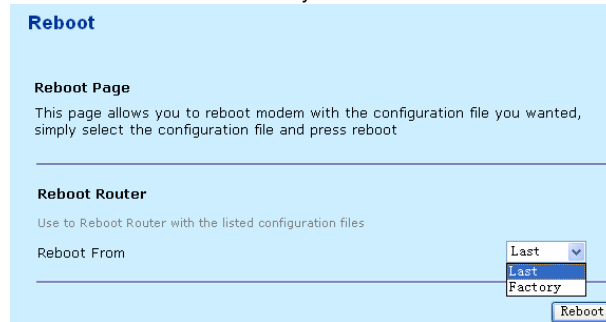 Reboot
Reboot Page
This page allows you to reboot modem with the configuration file you wanted,
simply select the configuration file and press reboot
Reboot Router
Use to Reboot Router with the listed configuration files
Reboot From
Last
Last
Factory
Reboot